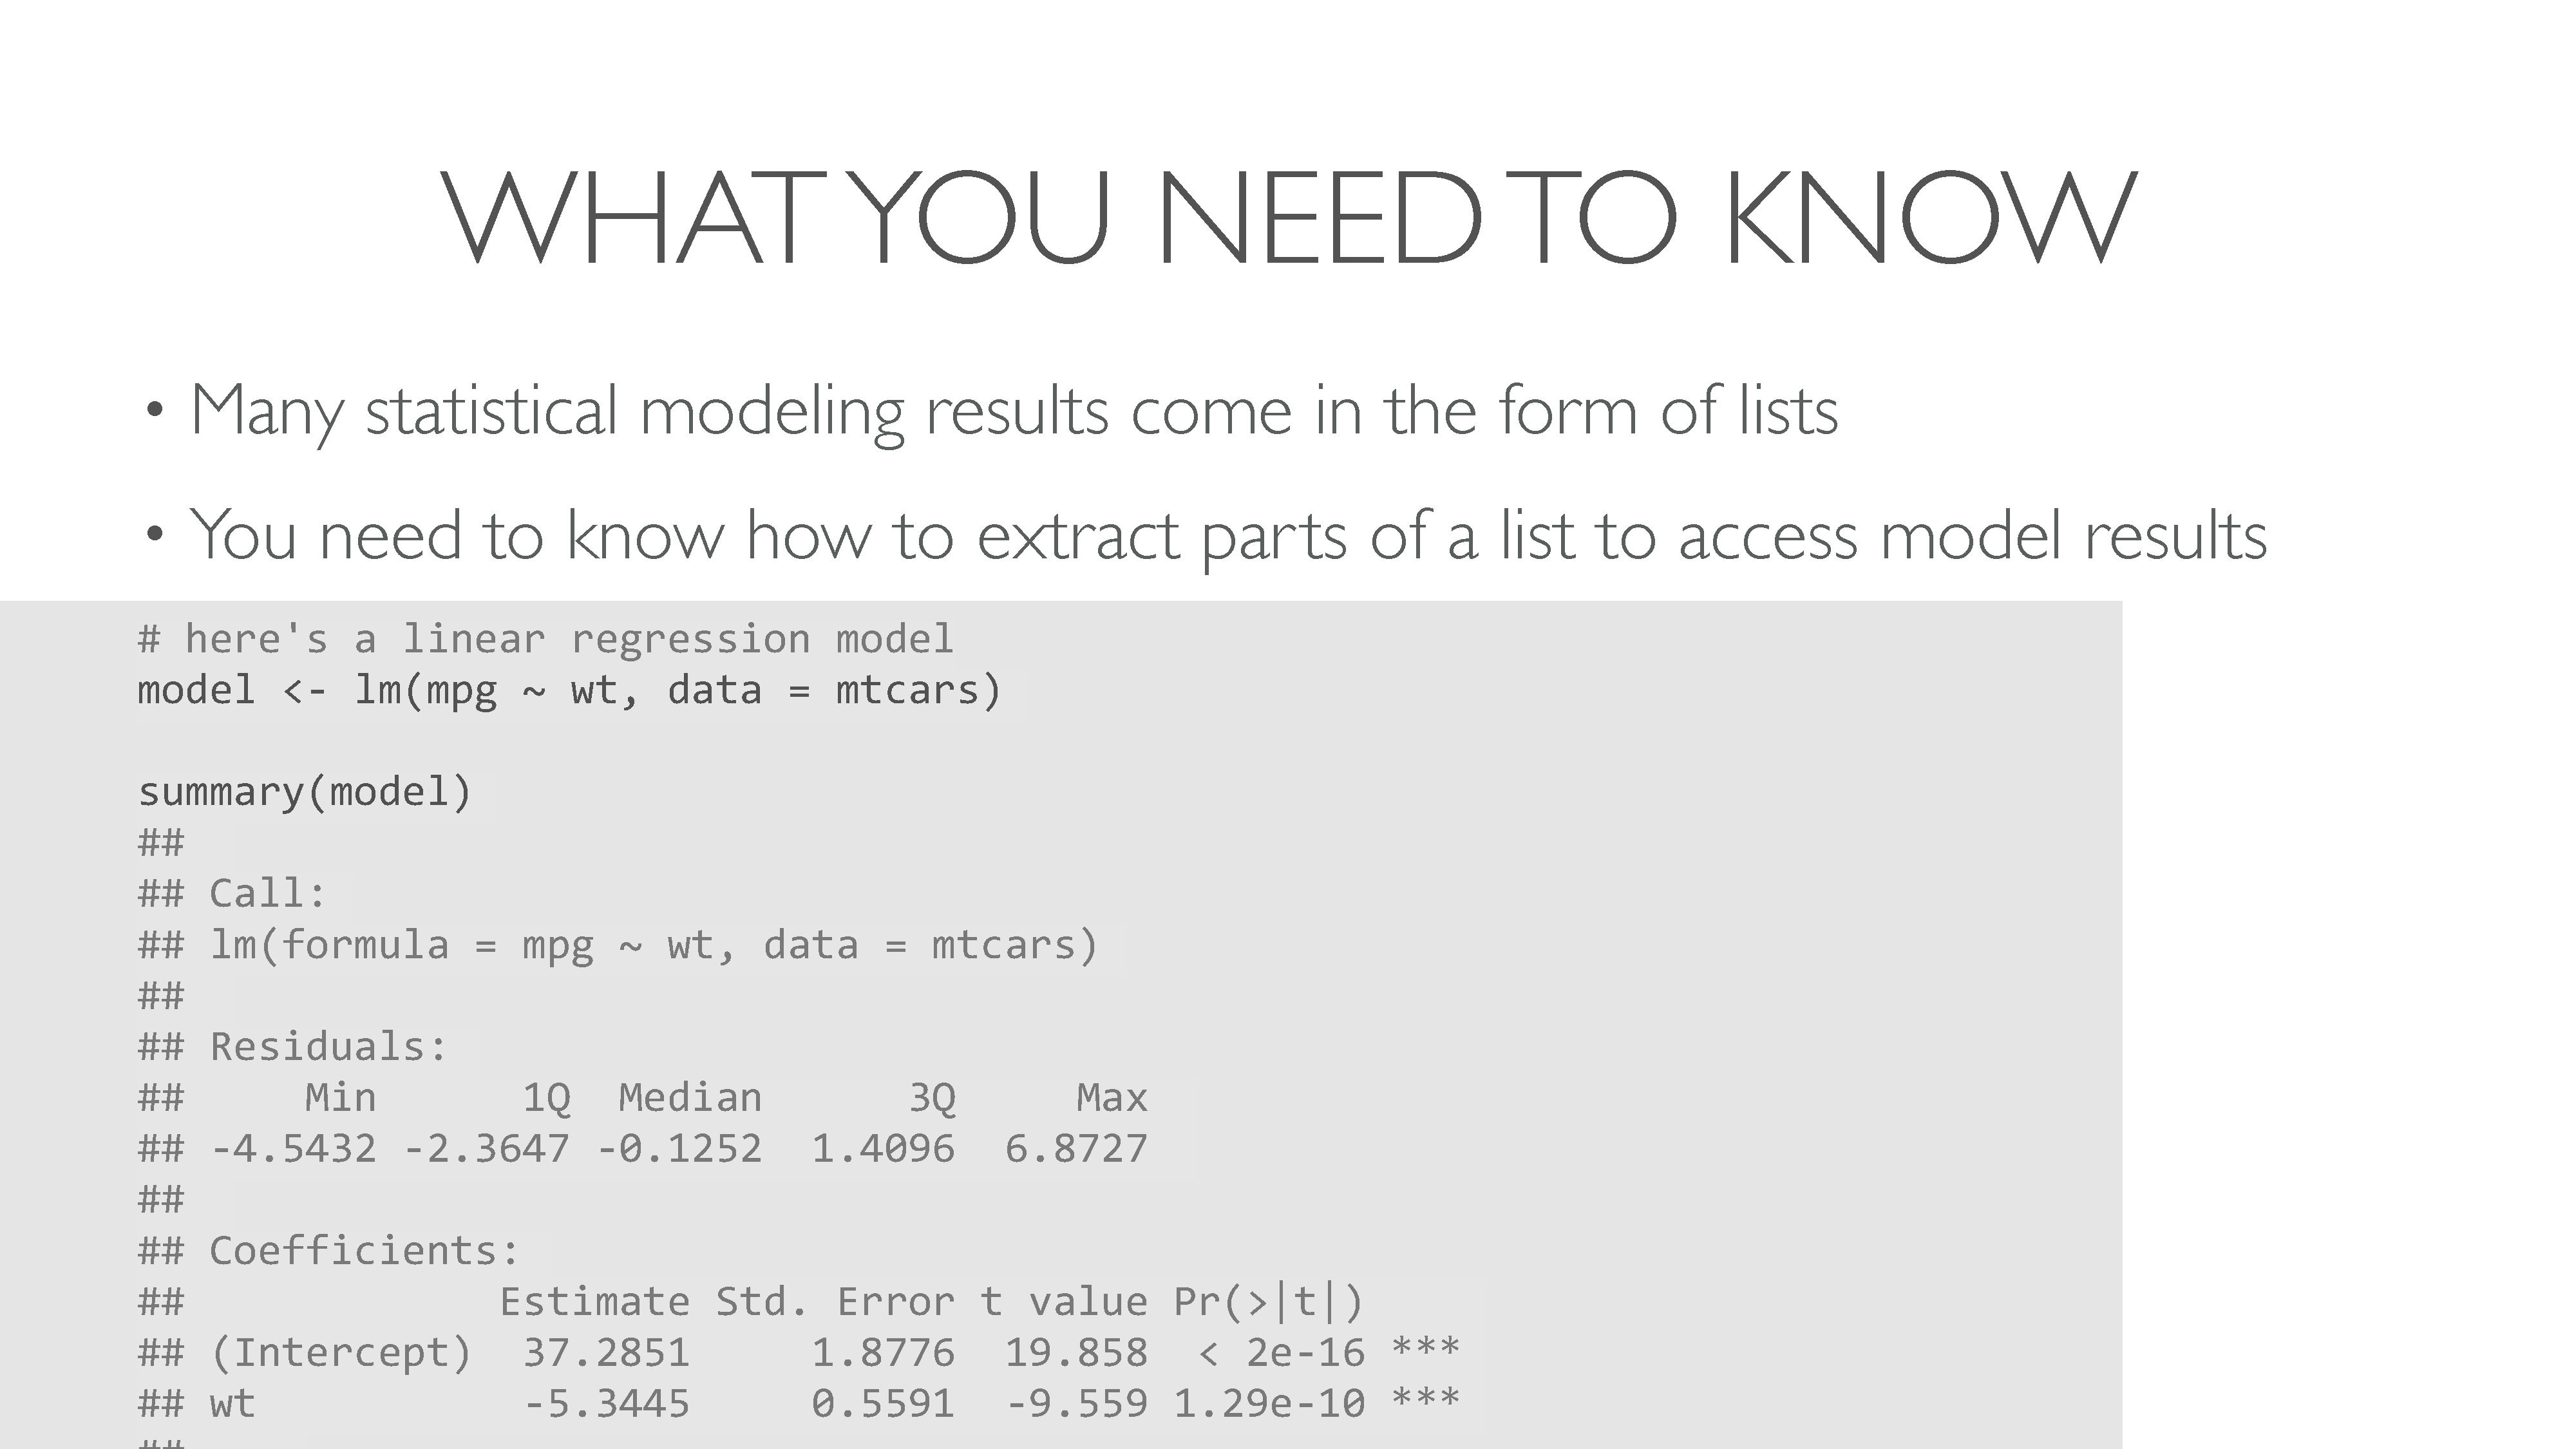 WHAT YOU NEED TO KNOW
• Many statistical modeling results come in the form of lists
• You need to know how to extract parts of a list to access model results
# here's a linear regression model
model <- lm(mpg ~ wt, data = mtcars)
summary(model)
##
## Call:
## lm(formula = mpg ~ wt, data = mtcars)
##
## Residuals:
##     Min      1Q  Median      3Q     Max
## -4.5432 -2.3647 -0.1252  1.4096  6.8727
##
## Coefficients:
##             Estimate Std. Error t value Pr(>|t|)
## (Intercept)  37.2851     1.8776  19.858  < 2e-16 ***
## wt           -5.3445     0.5591  -9.559 1.29e-10 ***
##